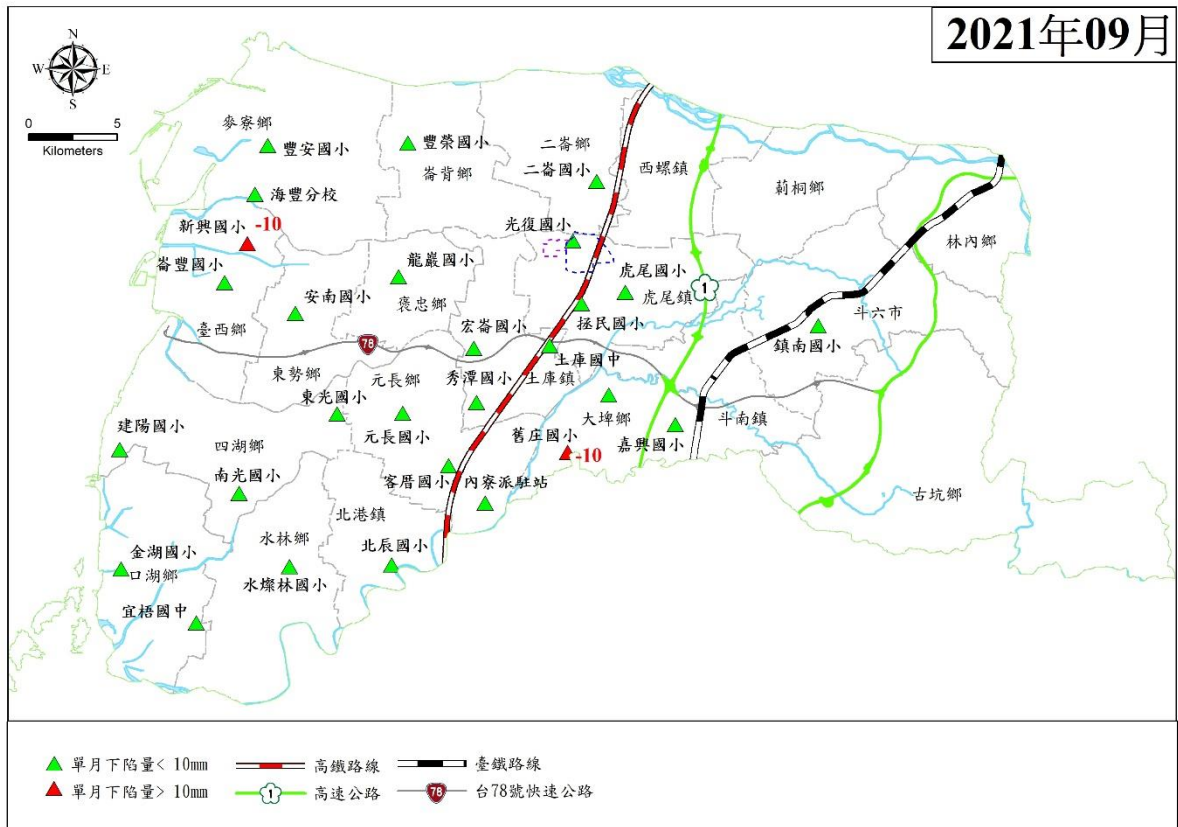 2021年09月
N
W
E
S
0
5
Kilometers
麥寮鄉
豐安國小
豐榮國小
崙背鄉
二崙鄉
二崙國小
西螺鎮
莿桐鄉
林內鄉
海豐分校
新興國小
-10
光復國小
崙豐國小
龍巖國小
褒忠鄉
虎尾國小
虎尾鎮
1
安南國小
拯民國小
斗六市
鎮南國小
臺西鄉
78
宏崙國小
土庫國中
土庫鎮
東勢鄉
元長鄉
秀潭國小
東光國小
元長國小
大埤鄉
斗南鎮
建陽國小
四湖鄉
舊庄國小
-10
嘉興國小
南光國小
客厝國小
內寮派駐站
古坑鄉
北港鎮
水林鄉
北辰國小
金湖國小
口湖鄉
水燦林國小
宜梧國中
單月下陷量< 10mm
高鐵路線
臺鐵路線
單月下陷量> 10mm
1
高速公路
78
台78號快速公路